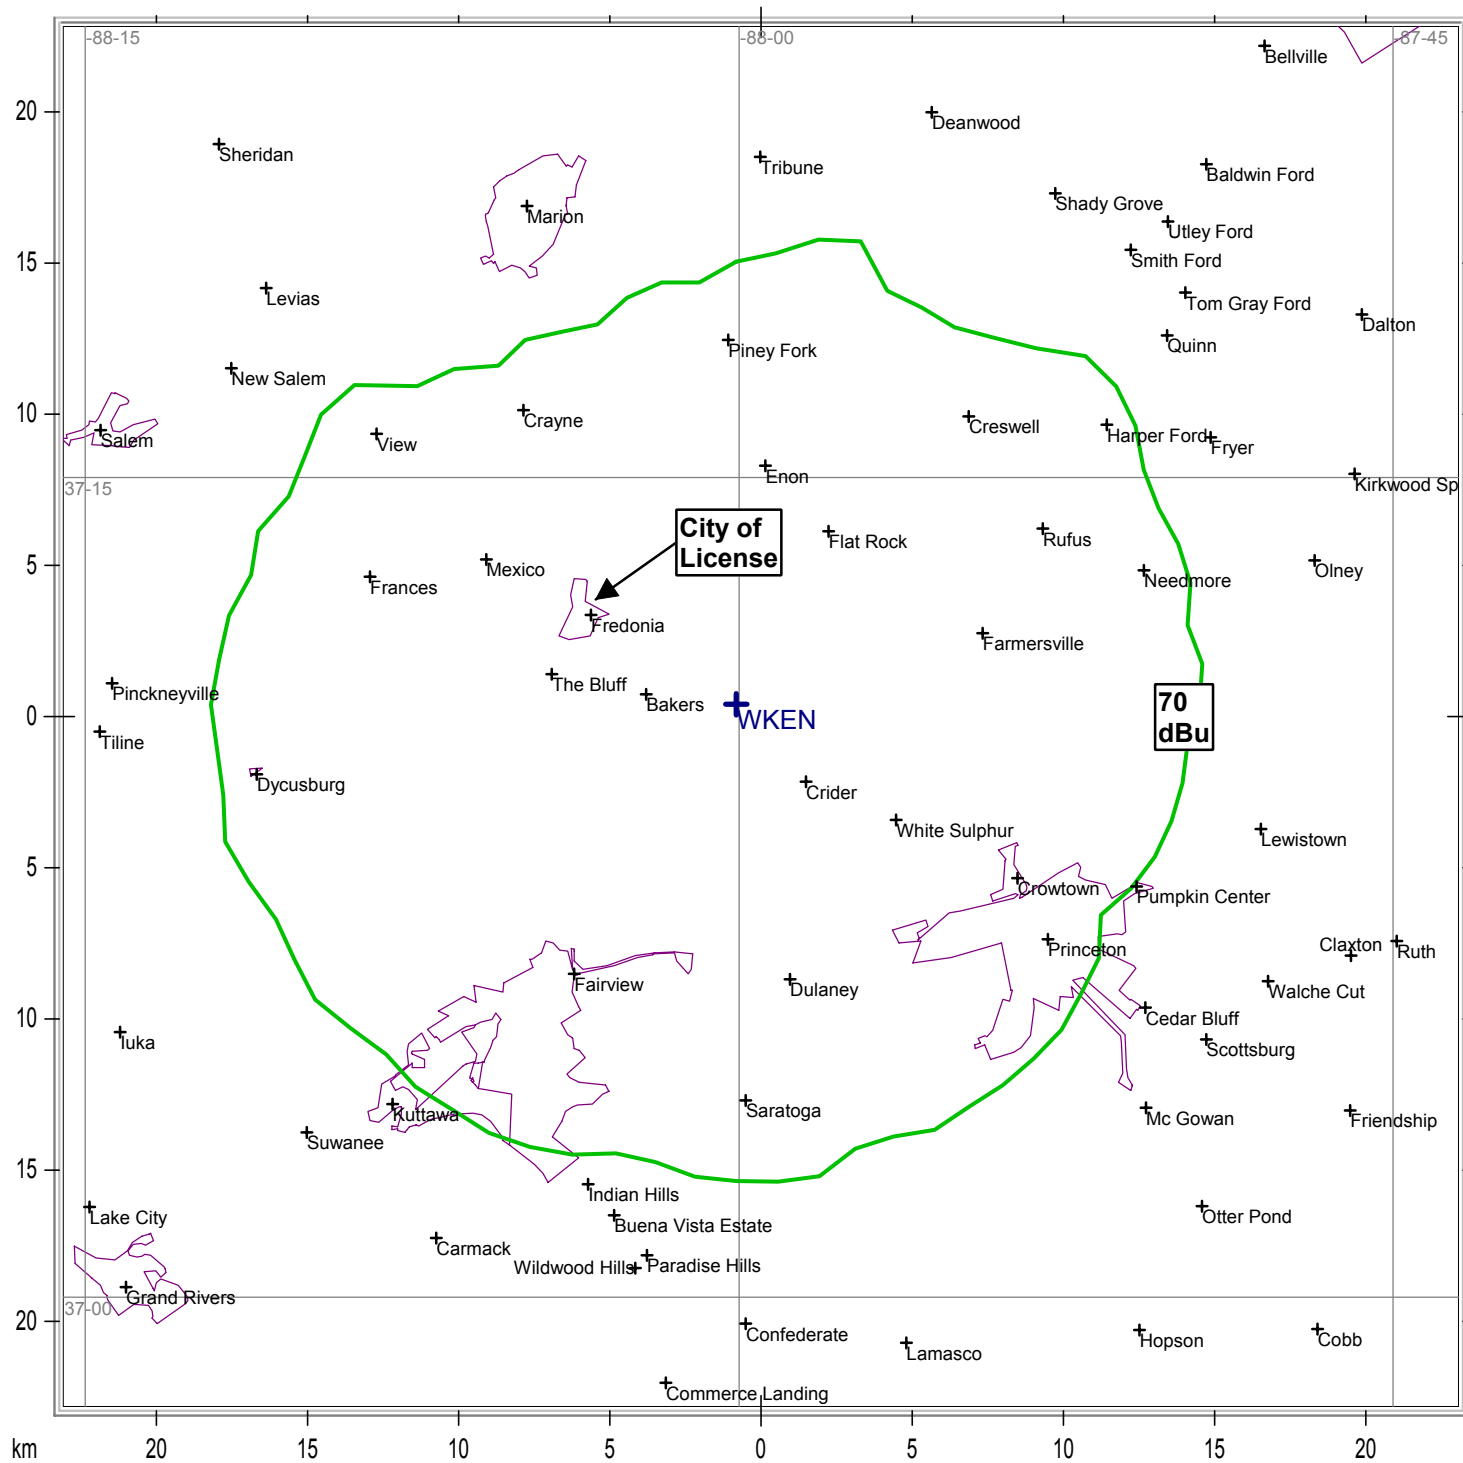 -88-15
-88-00
-87-45
Bellville
20
Deanwood
Sheridan
Tribune
Baldwin Ford
Shady Grove
Marion
Utley Ford
Smith Ford
15
Levias
Tom Gray Ford
Dalton
Quinn
Piney Fork
New Salem
10
Crayne
Creswell
Harper Ford
Salem
View
Fryer
Enon
37-15
Kirkwood Sp
City of
License
Flat Rock
Rufus
5
Mexico
Olney
Frances
Needmore
Fredonia
Farmersville
The Bluff
Pinckneyville
Bakers
70
dBu
0
WKEN
Tiline
Dycusburg
Crider
White Sulphur
Lewistown
5
Crowtown
Pumpkin Center
Princeton
Claxton
Ruth
Fairview
Dulaney
Walche Cut
10
Cedar Bluff
Iuka
Scottsburg
Kuttawa
Saratoga
Mc Gowan
Friendship
Suwanee
15
Indian Hills
Lake City
Buena Vista Estate
Otter Pond
Carmack
Wildwood Hills
Paradise Hills
Grand Rivers
37-00
20
Confederate
Lamasco
Hopson
Cobb
Commerce Landing
km
20
15
10
5
0
5
10
15
20